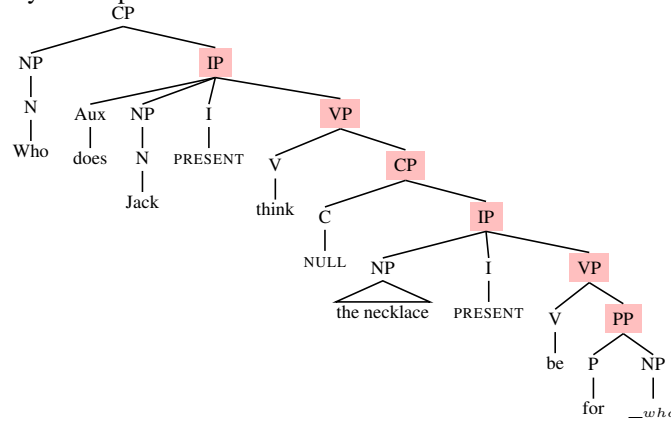 CP
NP IP
N Aux NP I VP
Who does N PRESENT V CP
Jack think C IP
NULL NP I VP
the necklace PRESENT V PP
be P NP
for